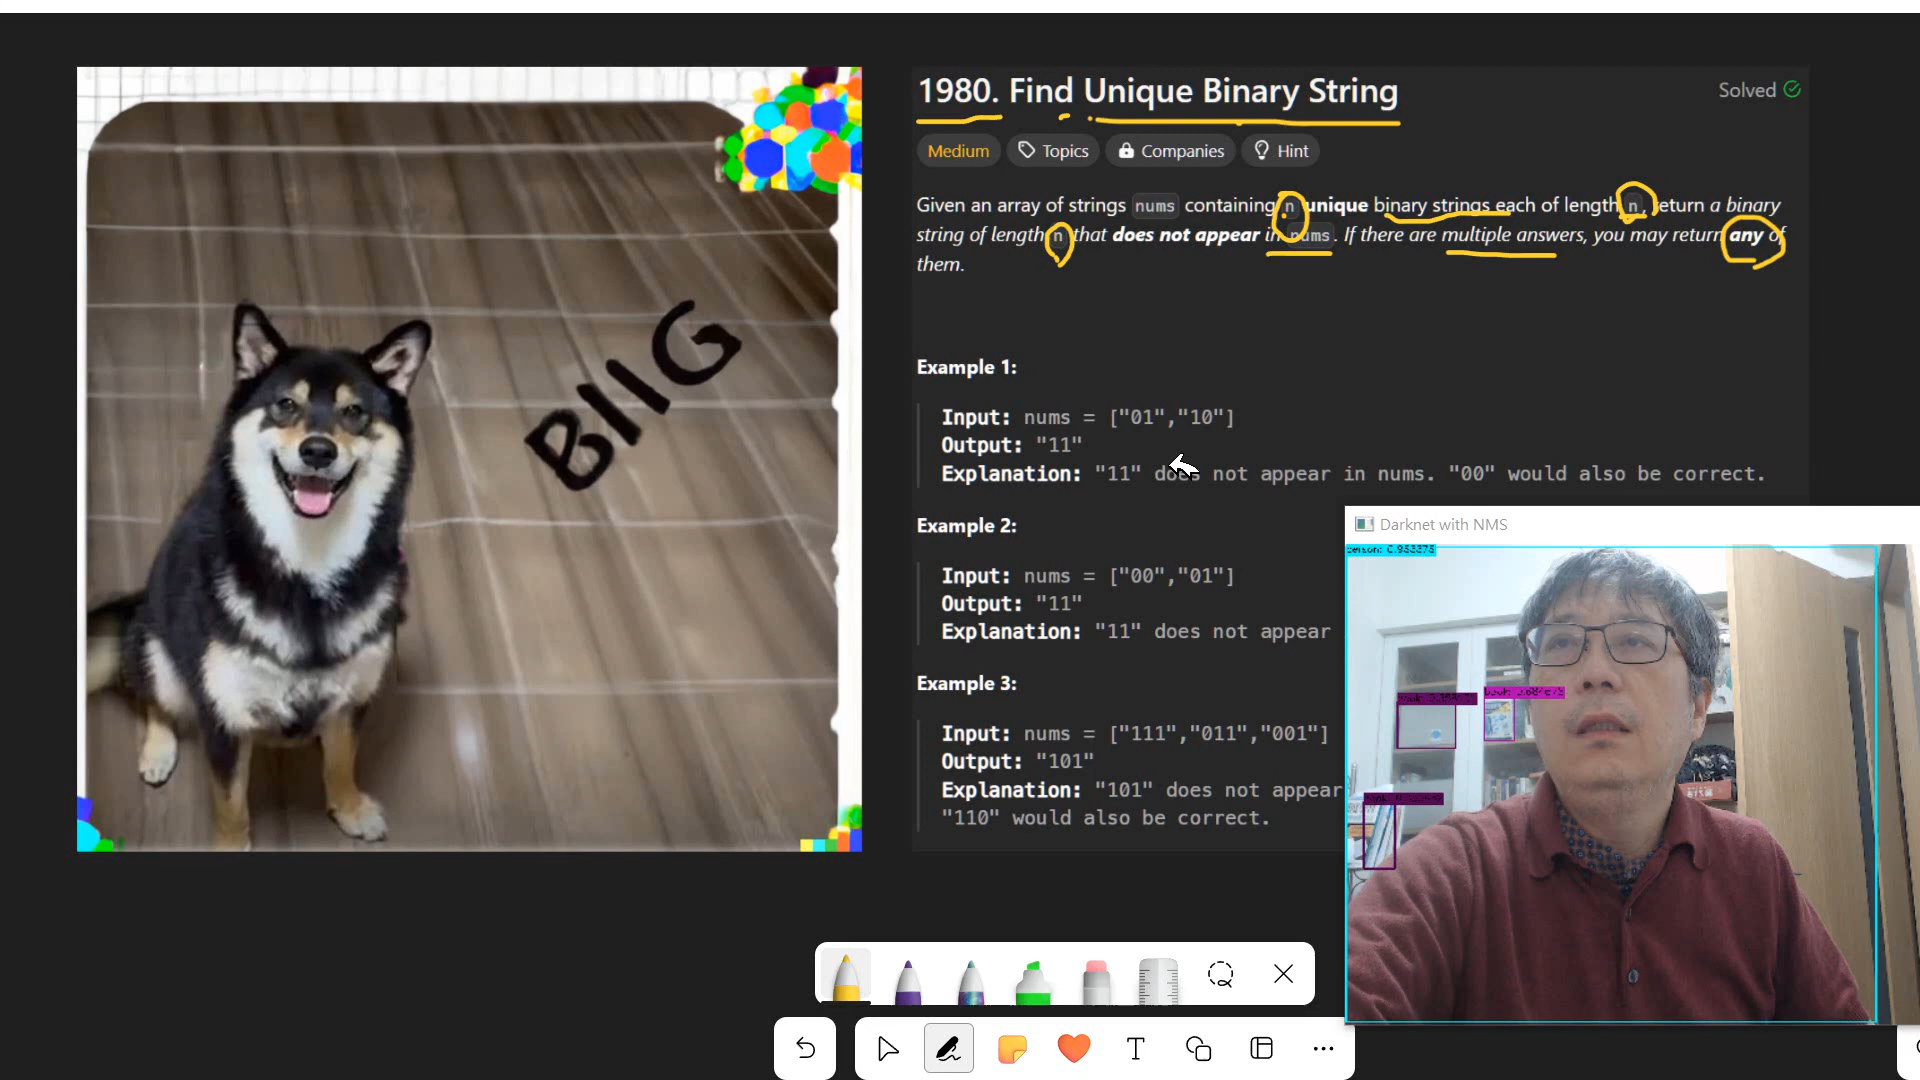 BIIG
1980. Find Unique Binary String
Solved
Medium
Topics
Companies
Hint
Given an array of strings nums containing n unique binary strings each of length n, return a binary
string of length n that does not appear in nums. If there are multiple answers, you may return any of
them.
Example 1:
Input: nums = ["01","10"]
Output: "11"
Explanation: "11" does not appear in nums. "00" would also be correct.
Example 2:
Input: nums = ["00","01"]
Output: "11"
Explanation: "11" does not appear
Example 3:
Input: nums = ["111","011","001"]
Output: "101"
Explanation: "101" does not appear
"110" would also be correct.
Darknet with NMS
person:
T